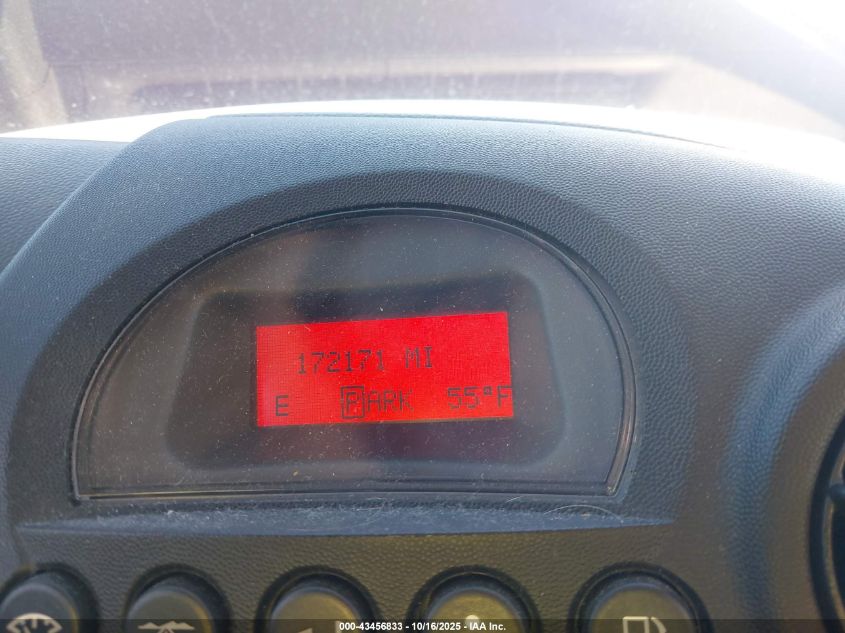 172171 MI
E PARK 55°F
000-43456833 - 10/16/2025 - IAA Inc.